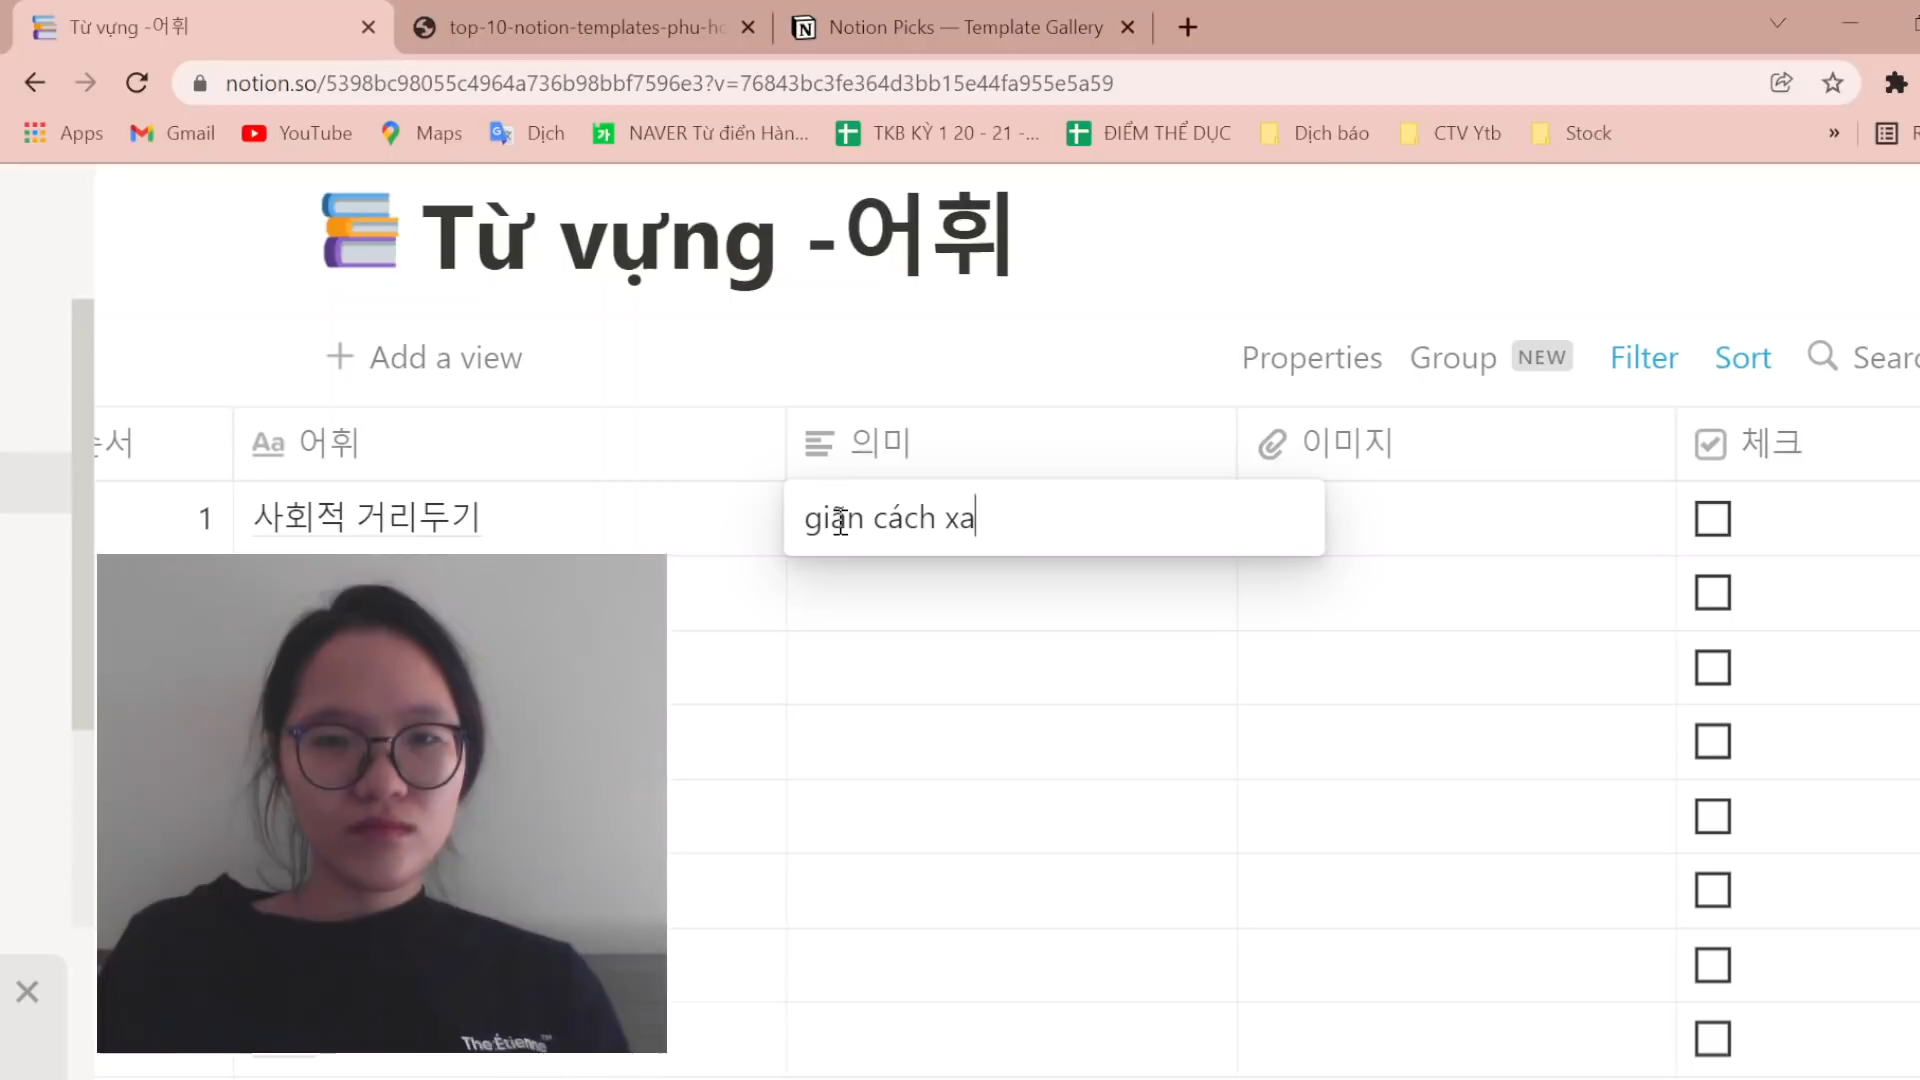 Từ vựng -어휘
top-10-notion-templates-phu-hc
Notion Picks — Template Gallery
notion.so/5398bc98055c4964a736b98bbf7596e3?v=76843bc3fe364d3bb15e44fa955e5a59
Apps
Gmail
YouTube
Maps
Dịch
NAVER Từ điển Hàn...
TKB KỲ 1 20 - 21 -...
ĐIỂM THỂ DỤC
Dịch báo
CTV Ytb
Stock
»
Từ vựng -어휘
Add a view
Properties
Group NEW
Filter
Sort
Searc
Aa 어휘
의미
이미지
체크
1
사회적 거리두기
giãn cách xa
The Étienne™